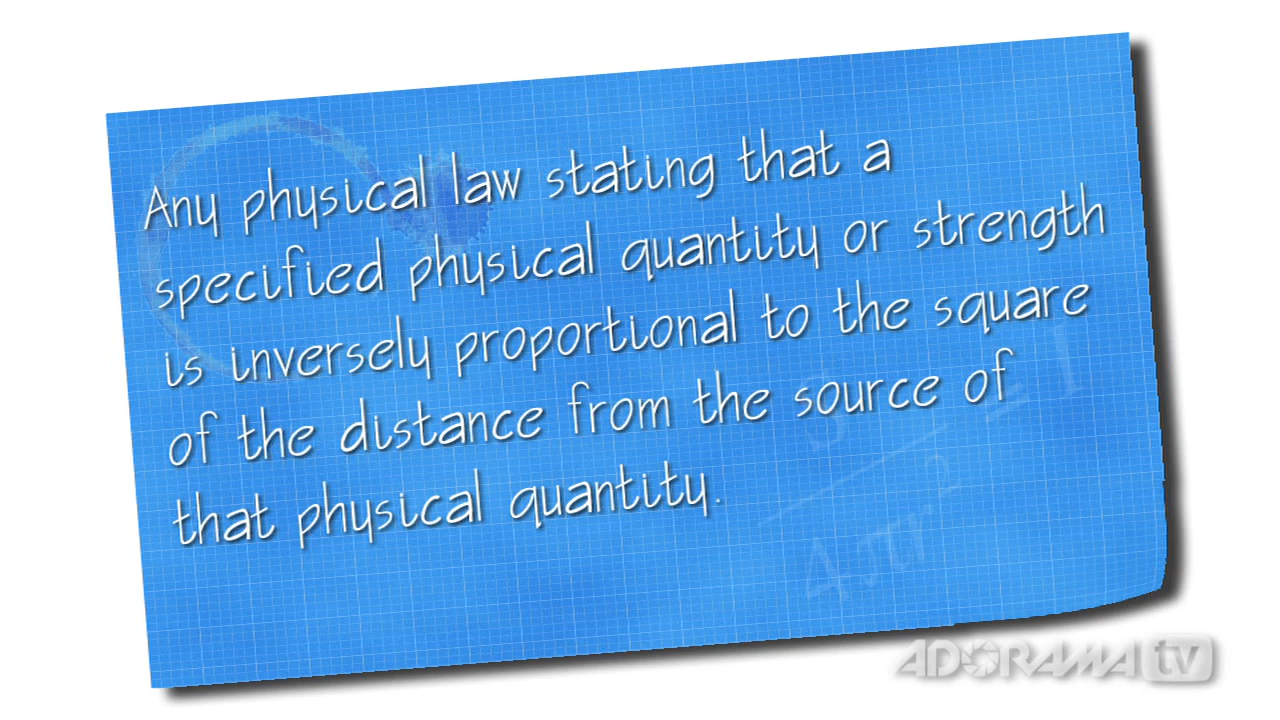 Any physical law stating that a
specified physical quantity or strength
is inversely proportional to the square
of the distance from the source of
that physical quantity.
S
= I
4πr²
ADORAMA tv